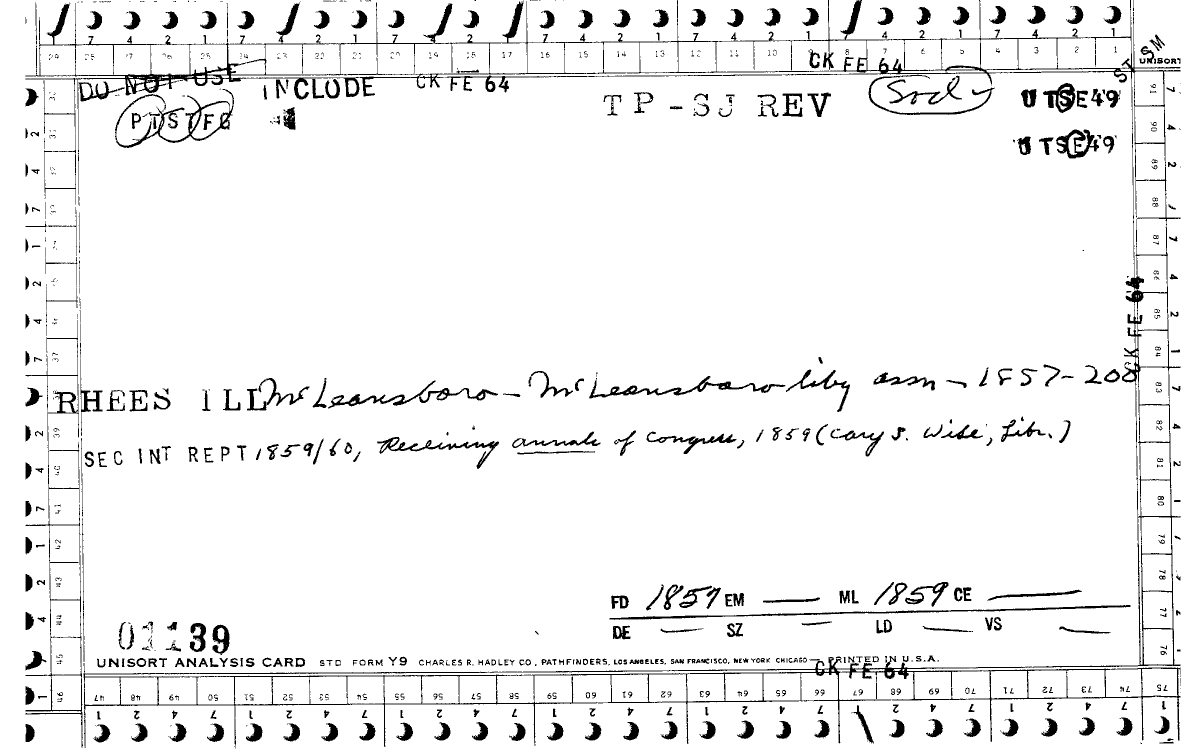 7 4 2 1 7 4 2 1 7 4 2 1 7 4 2 1 7 4 2 1 7 4 2 1 7 4 2 1
29 26 27 26 25 24 23 22 21 20 19 18 17 16 15 14 13 12 11 10 9 8 7 6 5 4 3 2 1
CK FE 64
ST SM
UNISORT
DO NOT USE INCLUDE CK FE 64
TP-SJ REV Sod- UTSE49
PTSTFG
UTSE49
CK FE 64
RHEES ILL McLeansboro - McLeansboro liby assn - 1857-200
SEC INT REPT 1859/60, Receiving annals of Congress, 1859 (Cary S. Wise, Libr.)
FD 1857 EM — ML 1859 CE —
DE — SZ — LD — VS —
01139
UNISORT ANALYSIS CARD STD FORM Y9 CHARLES R. HADLEY CO., PATHFINDERS, LOS ANGELES, SAN FRANCISCO, NEW YORK CHICAGO — PRINTED IN U.S.A.
CK FE 64
47 48 49 50 51 52 53 54 55 56 57 58 59 60 61 62 63 64 65 66 67 68 69 70 71 72 73 74 75
1 2 4 7 1 2 4 7 1 2 4 7 1 2 4 7 1 2 4 7 1 2 4 7 1 2 4 7 1